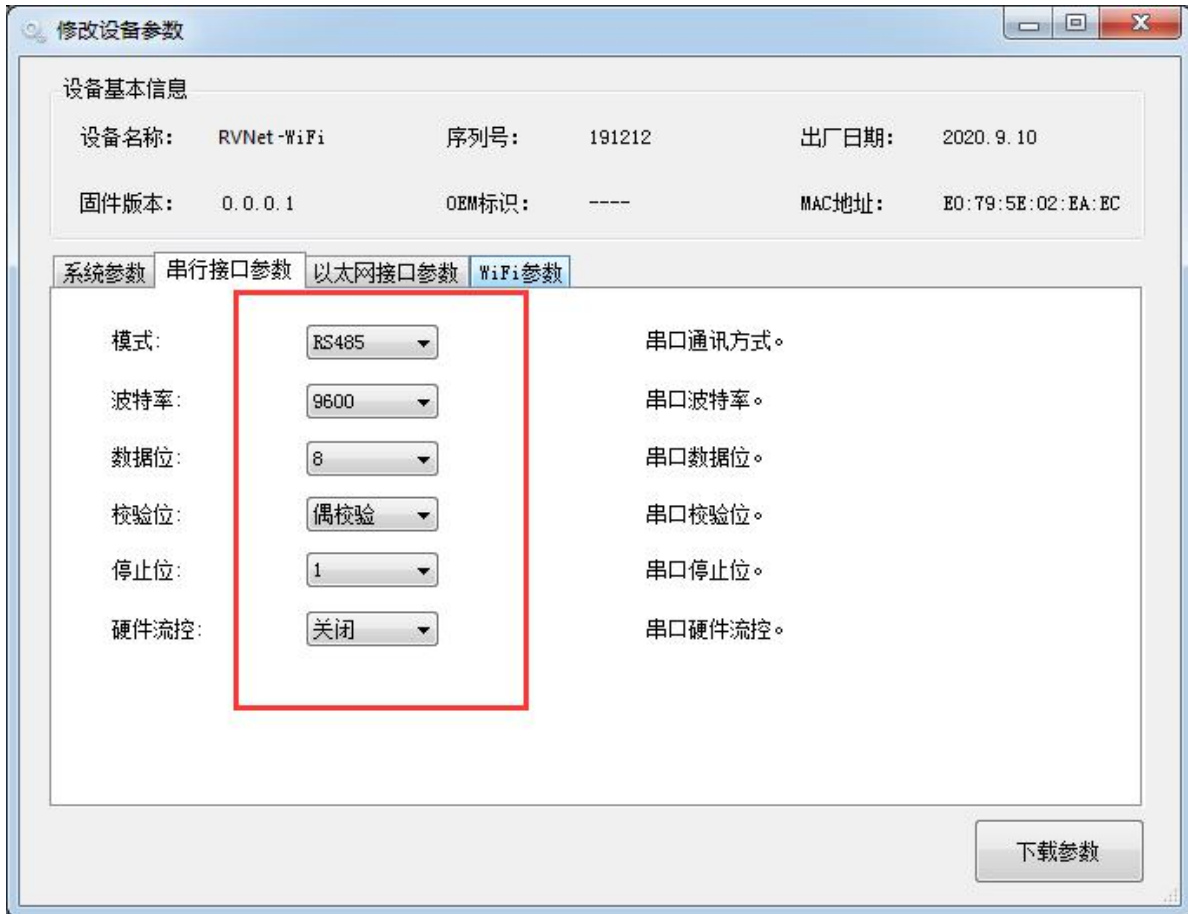 修改设备参数
设备基本信息
设备名称: RVNet-WiFi 序列号: 191212 出厂日期: 2020.9.10
固件版本: 0.0.0.1 OEM标识: ---- MAC地址: E0:79:5E:02:EA:EC
系统参数 串行接口参数 以太网接口参数 WiFi参数
模式: RS485 串口通讯方式。
波特率: 9600 串口波特率。
数据位: 8 串口数据位。
校验位: 偶校验 串口校验位。
停止位: 1 串口停止位。
硬件流控: 关闭 串口硬件流控。
下载参数